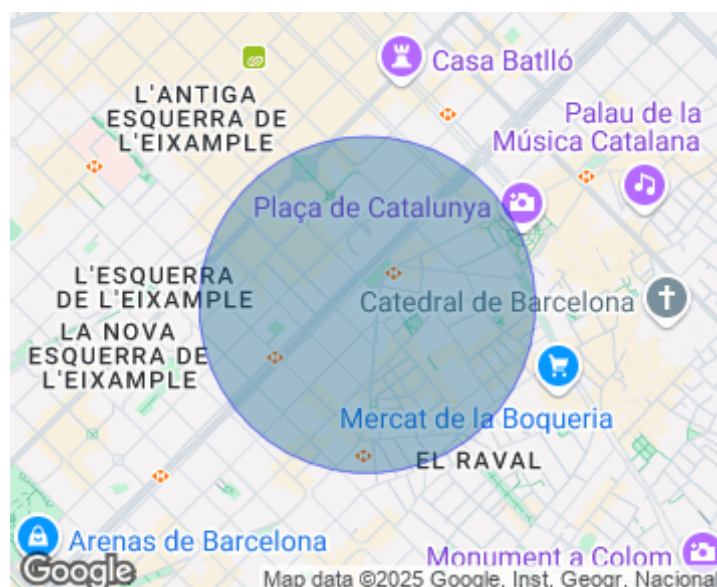 Casa Batlló
L'ANTIGA
ESQUERRA DE
L'EIXAMPLE
Palau de la
Música Catalana
Plaça de Catalunya
L'ESQUERRA
DE L'EIXAMPLE
Catedral de Barcelona
LA NOVA
ESQUERRA DE
L'EIXAMPLE
Mercat de la Boqueria
EL RAVAL
Arenas de Barcelona
Monument a Colom
Google
Map data ©2025 Google, Inst. Geogr. Nacional